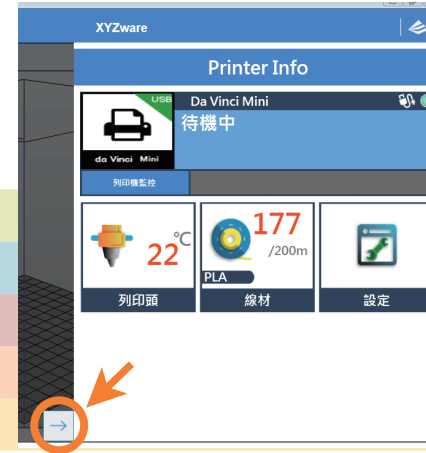 XYZware
Printer Info
USB
Da Vinci Mini
待機中
da Vinci Mini
列印機監控
22℃
列印頭
177
/200m
PLA
線材
設定